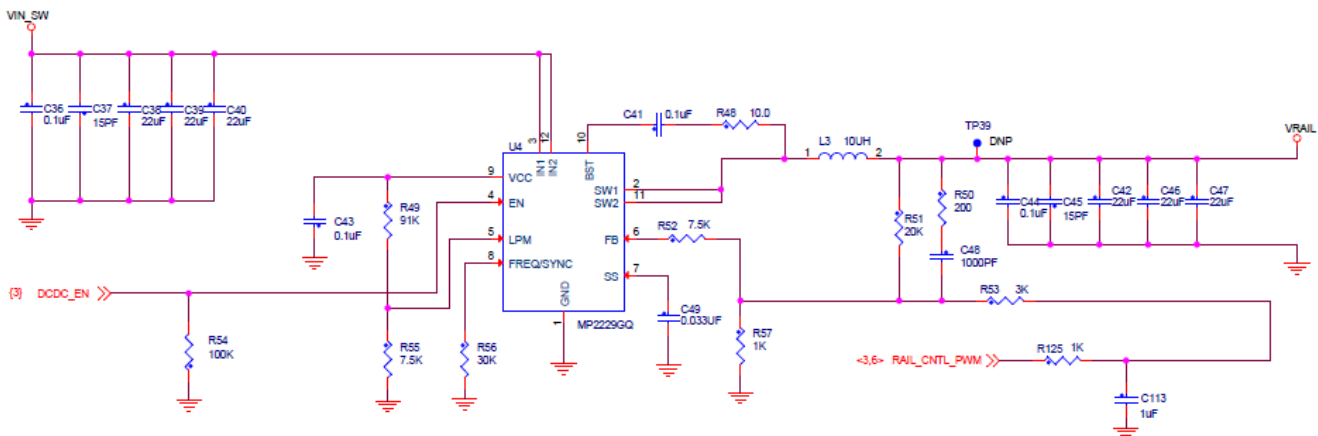 VIN_SW
C36
0.1uF
C37
15PF
C38
22uF
C39
22uF
C40
22uF
3
12
10
C41
0.1uF
R48
10.0
L3
10UH
1
2
TP39
DNP
VRAIL
U4
IN1
IN2
BST
9
VCC
4
EN
5
LPM
8
FREQ/SYNC
GND
1
MP2229GQ
SW1
2
SW2
11
FB
6
SS
7
R49
91K
C43
0.1uF
R52
7.5K
R51
20K
R50
200
C48
1000PF
C44
0.1uF
C45
15PF
C42
22uF
C46
22uF
C47
22uF
{3} DCDC_EN
R54
100K
R55
7.5K
R56
30K
C49
0.033UF
R57
1K
R53
3K
<3,6> RAIL_CNTL_PWM
R125
1K
C113
1uF